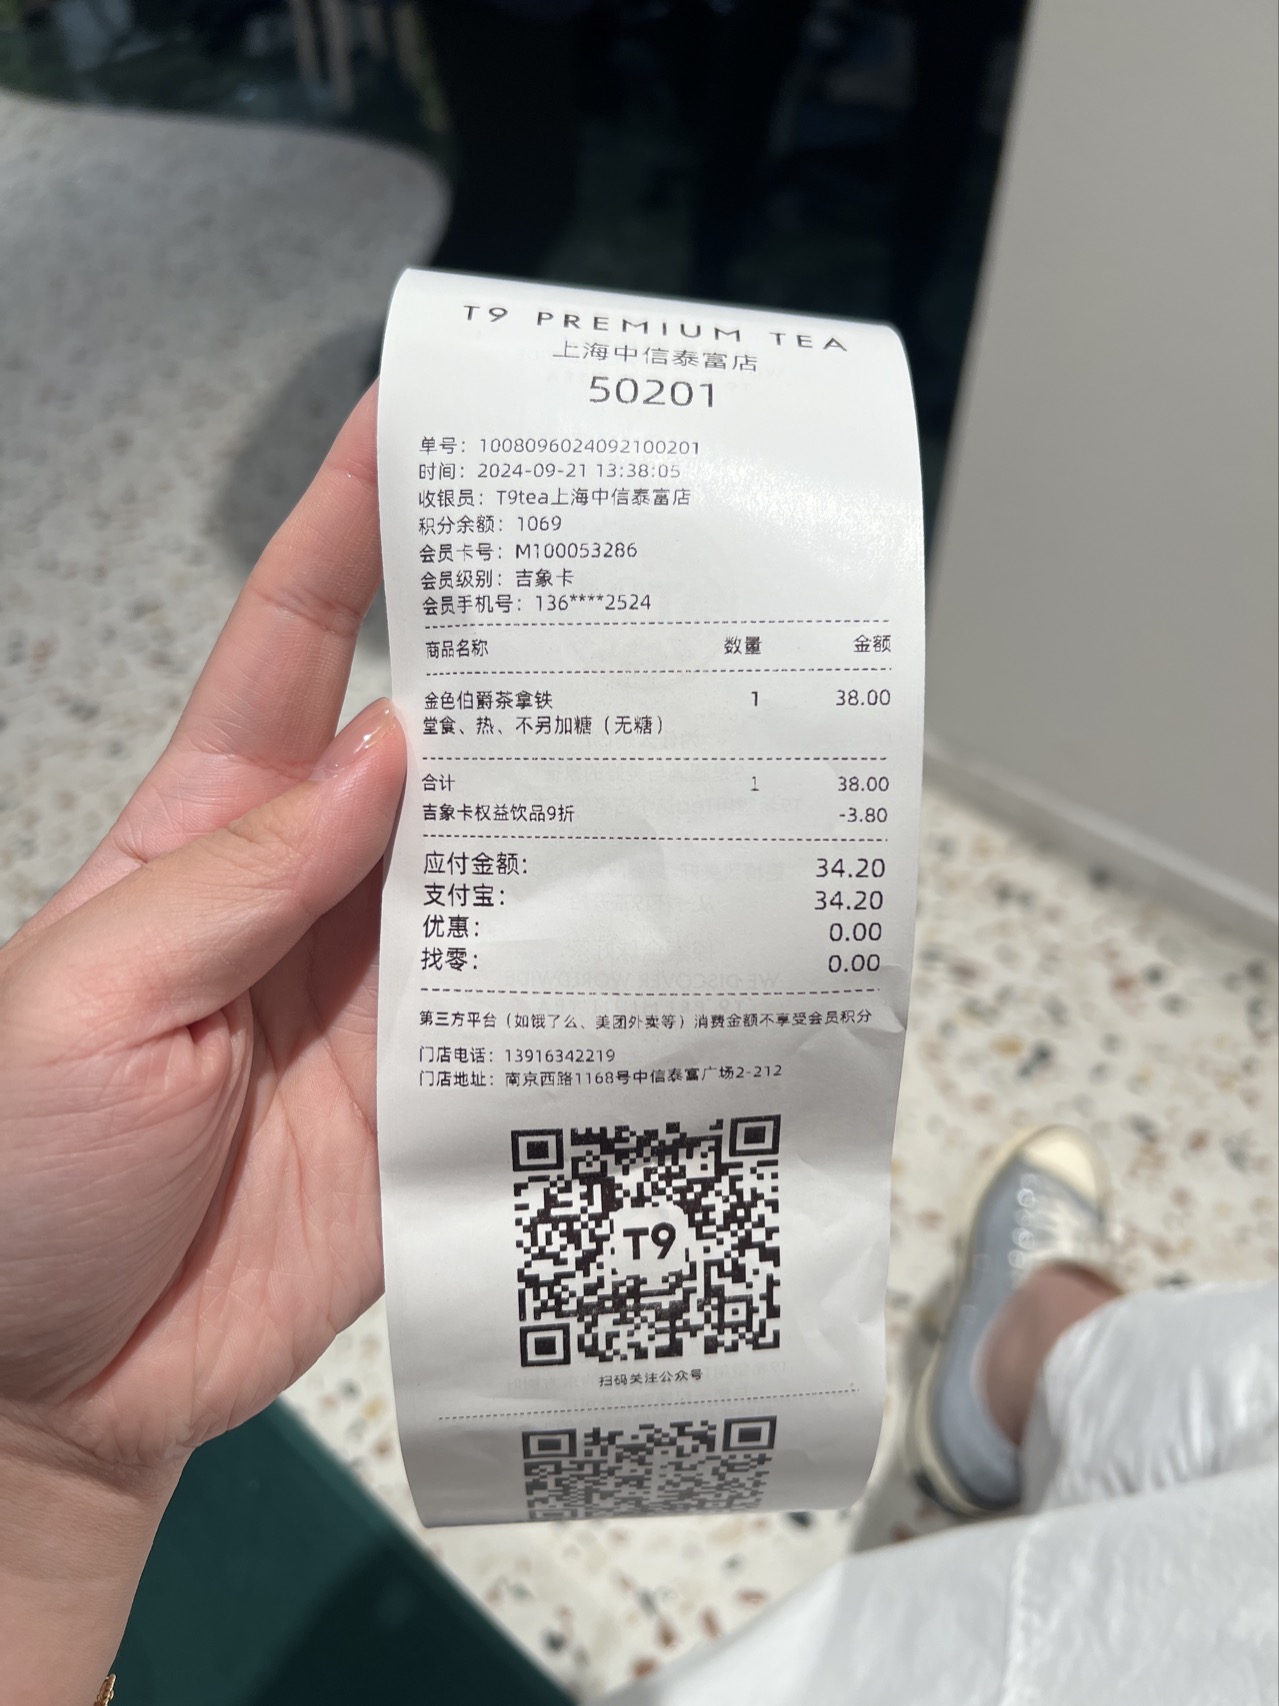 T9 PREMIUM TEA
上海中信泰富店
50201
单号：1008096024092100201
时间：2024-09-21 13:38:05
收银员：T9tea上海中信泰富店
积分余额：1069
会员卡号：M100053286
会员级别：吉象卡
会员手机号：136****2524
商品名称 数量 金额
金色伯爵茶拿铁 1 38.00
堂食、热、不另加糖（无糖）
合计 1 38.00
吉象卡权益饮品9折 -3.80
应付金额: 34.20
支付宝: 34.20
优惠: 0.00
找零: 0.00
第三方平台（如饿了么、美团外卖等）消费金额不享受会员积分
门店电话：13916342219
门店地址：南京西路1168号中信泰富广场2-212
T9
扫码关注公众号